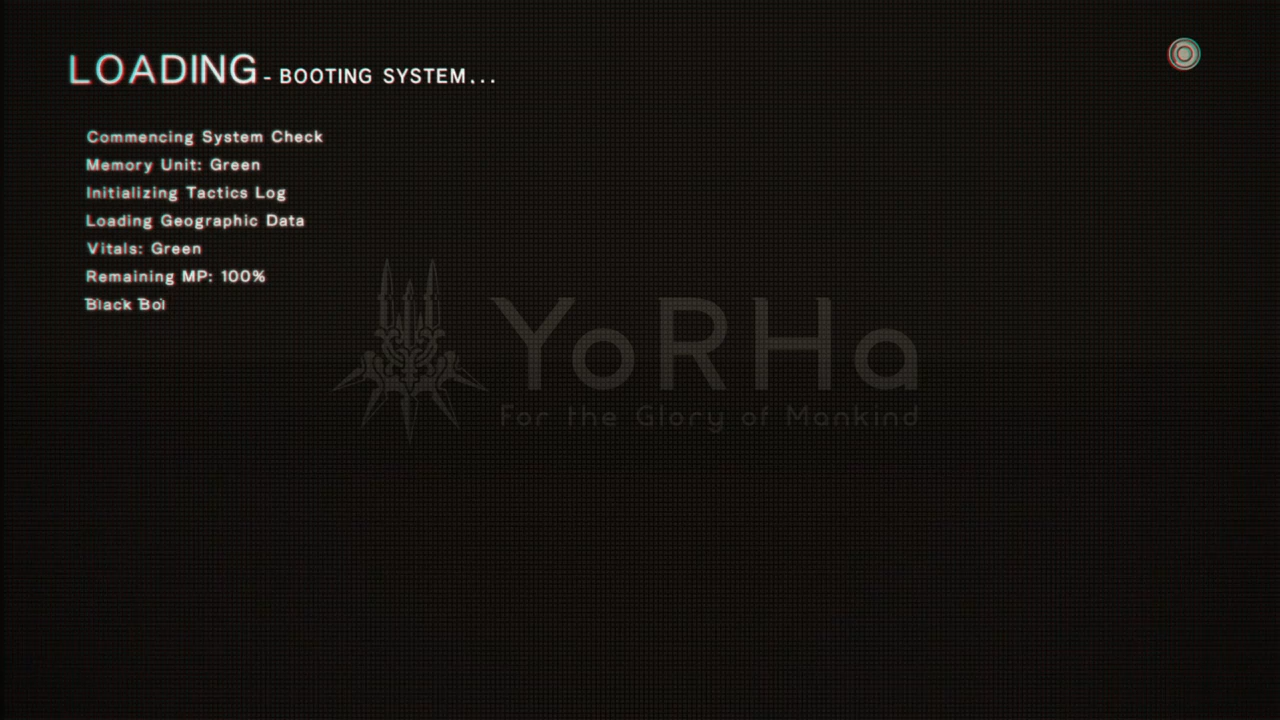 LOADING - BOOTING SYSTEM...
Commencing System Check
Memory Unit: Green
Initializing Tactics Log
Loading Geographic Data
Vitals: Green
Remaining MP: 100%
Black Bo
YoRHa
For the Glory of Mankind